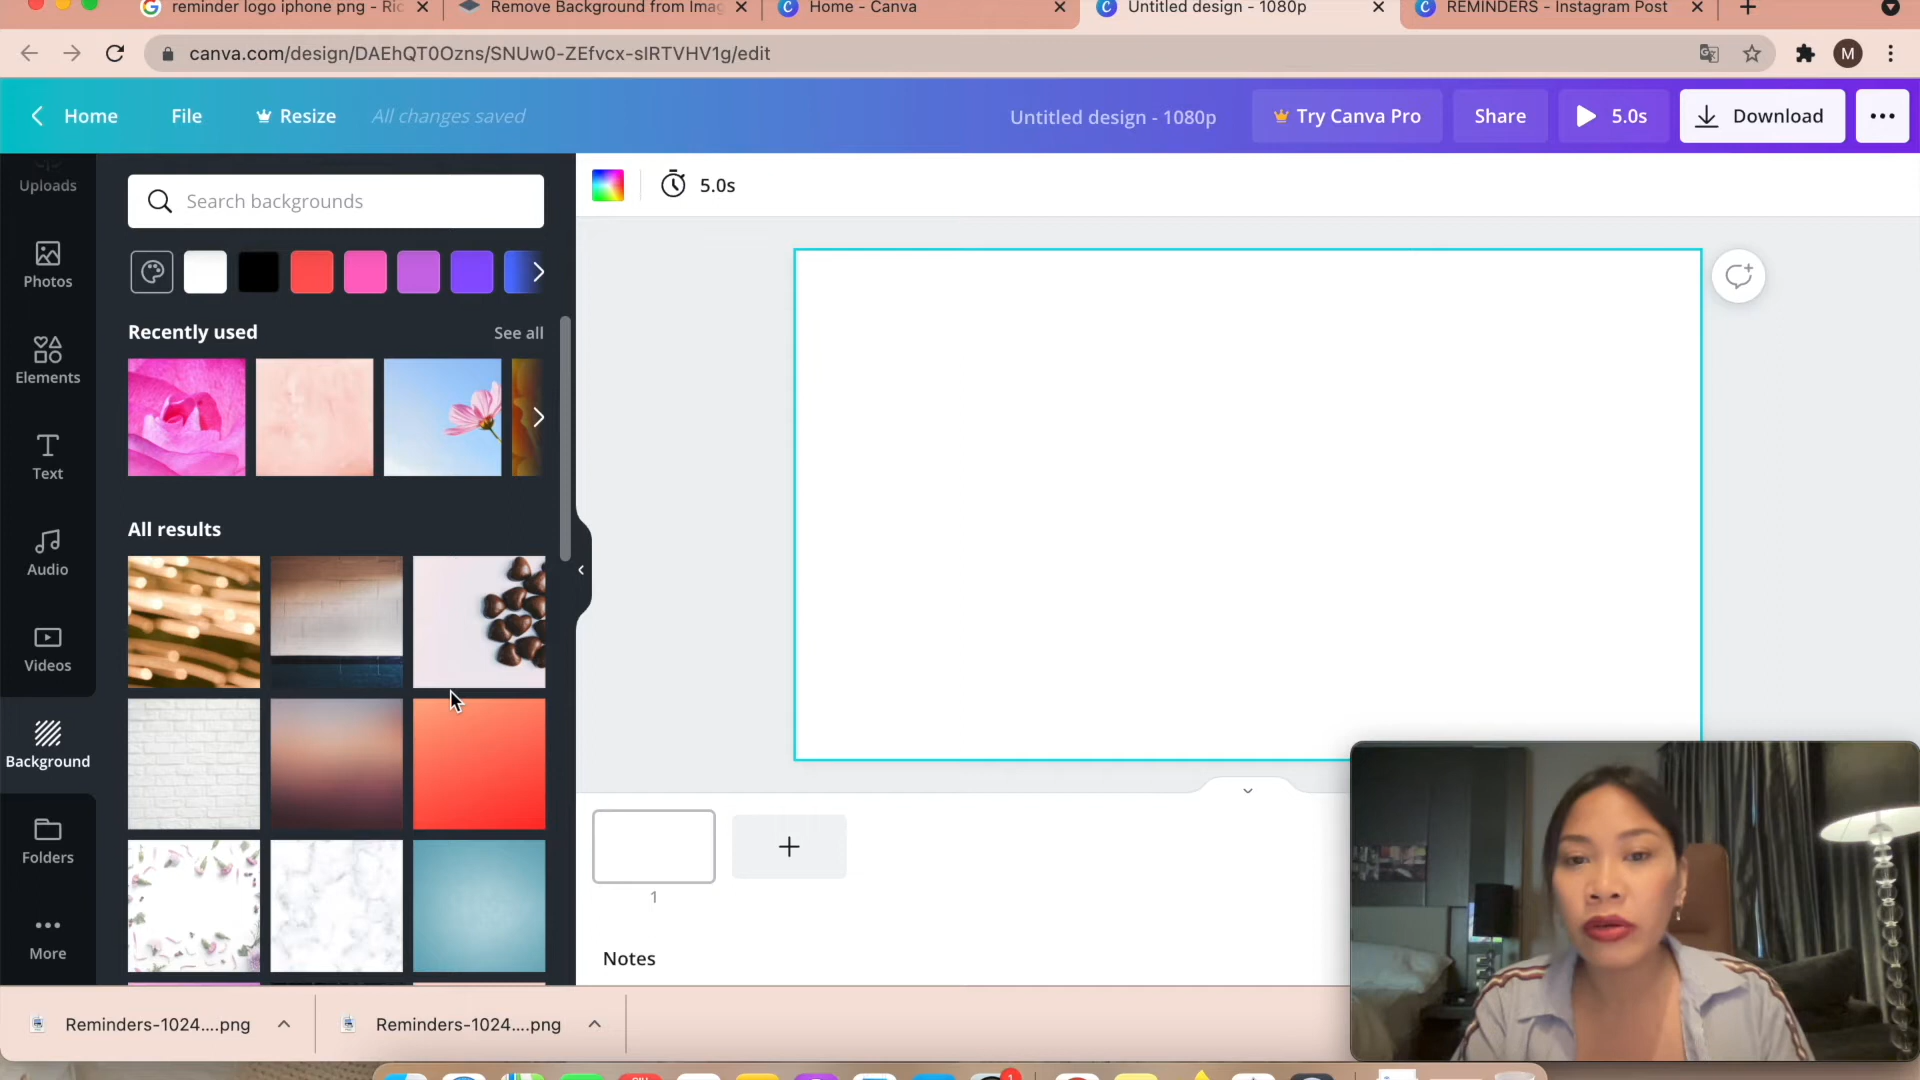 reminder logo iphone png - Ric
Remove Background from Imag
Home - Canva
Untitled design - 1080p
REMINDERS - Instagram Post
canva.com/design/DAEhQT0Ozns/SNUw0-ZEfvcx-sIRTVHV1g/edit
M
Home
File
Resize
All changes saved
Untitled design - 1080p
Try Canva Pro
Share
5.0s
Download
Uploads
Search backgrounds
5.0s
Photos
Recently used
See all
Elements
Text
All results
Audio
Videos
Background
Folders
1
More
Notes
Reminders-1024....png
Reminders-1024....png
1